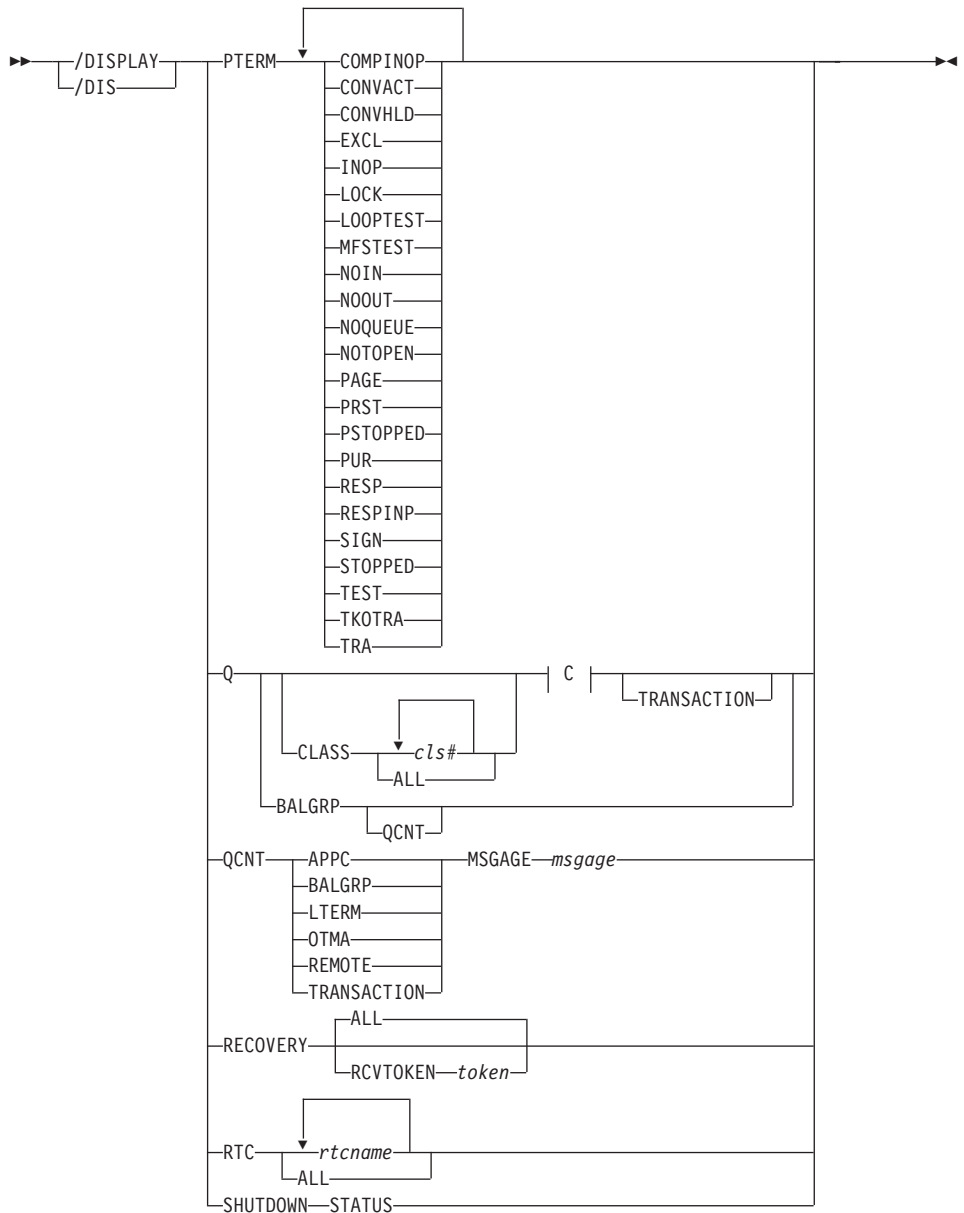 /DISPLAY PTERM COMPINOP
/DIS CONVACT
CONVHLD
EXCL
INOP
LOCK
LOOPTEST
MFSTEST
NOIN
NOOUT
NOQUEUE
NOTOPEN
PAGE
PRST
PSTOPPED
PUR
RESP
RESPINP
SIGN
STOPPED
TEST
TKOTRA
TRA
Q C
TRANSACTION
CLASS cls#
ALL
BALGRP
QCNT
QCNT APPC MSGAGE msgage
BALGRP
LTERM
OTMA
REMOTE
TRANSACTION
ALL
RECOVERY
RCVTOKEN token
RTC rtcname
ALL
SHUTDOWN STATUS